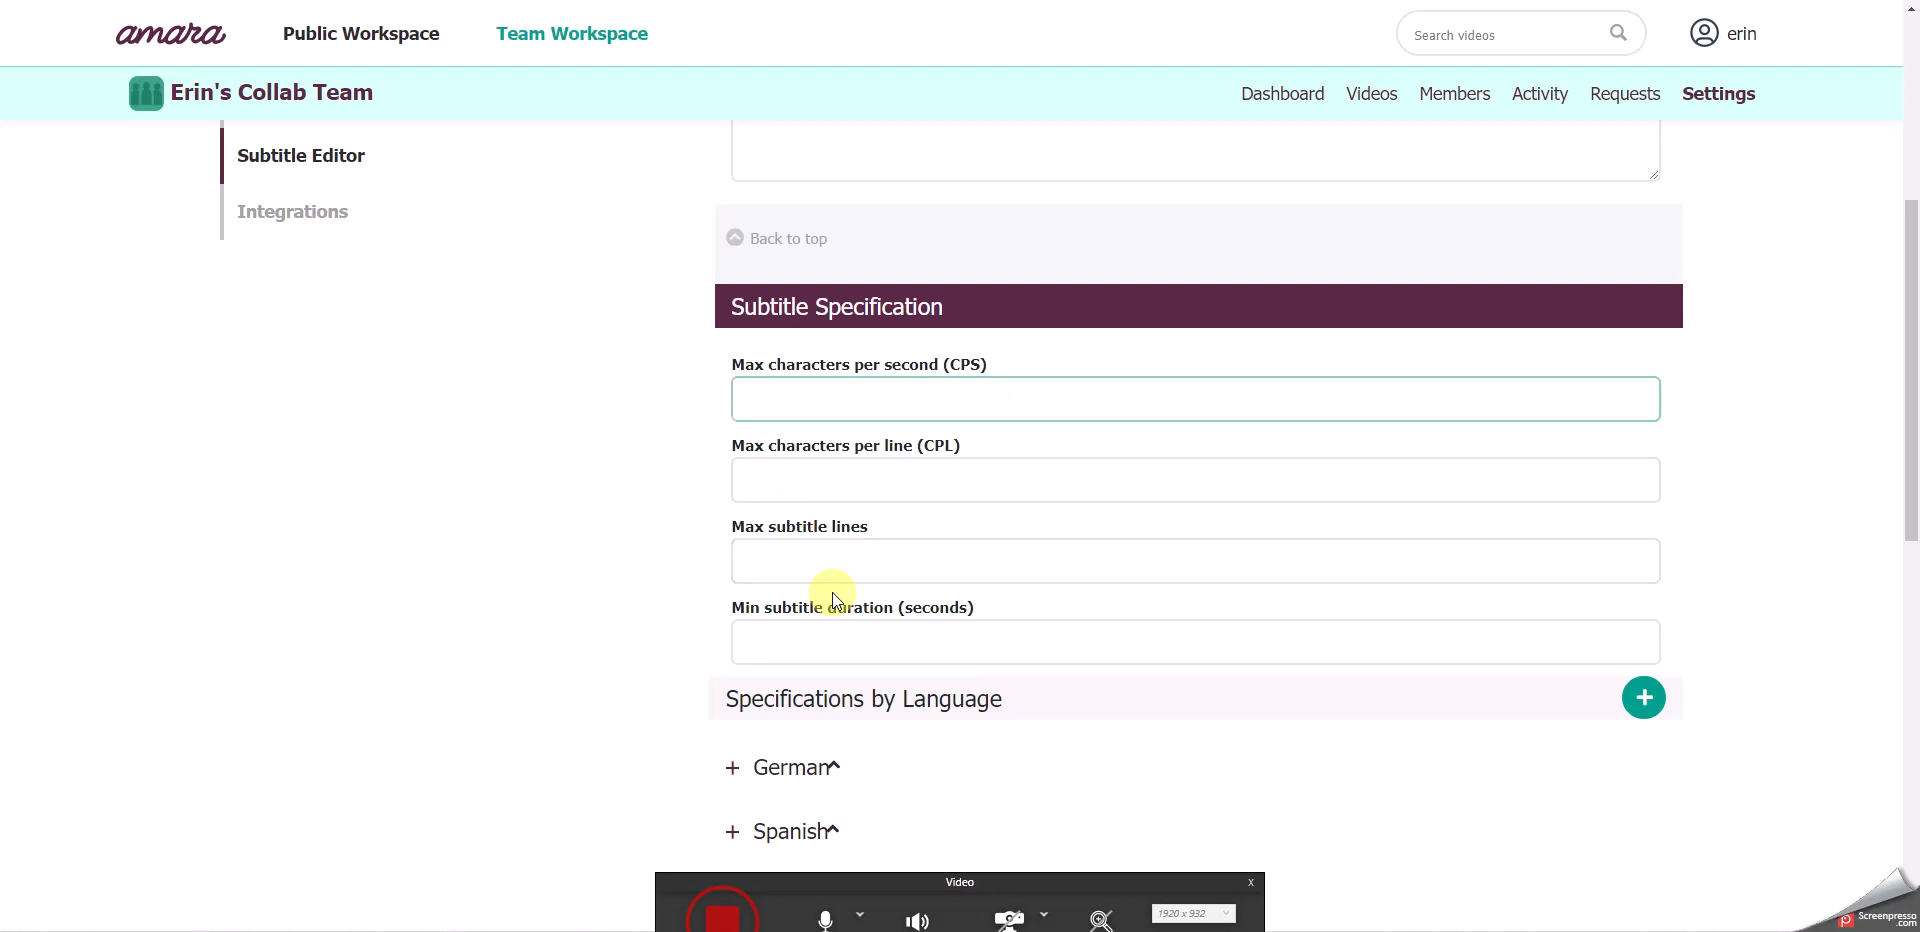 amara Public Workspace Team Workspace Search videos erin
Erin's Collab Team Dashboard Videos Members Activity Requests Settings
Subtitle Editor
Integrations
Back to top
Subtitle Specification
Max characters per second (CPS)
Max characters per line (CPL)
Max subtitle lines
Min subtitle duration (seconds)
Specifications by Language
+ German
+ Spanish
Video x
1920 x 932
Screenpresso
.com